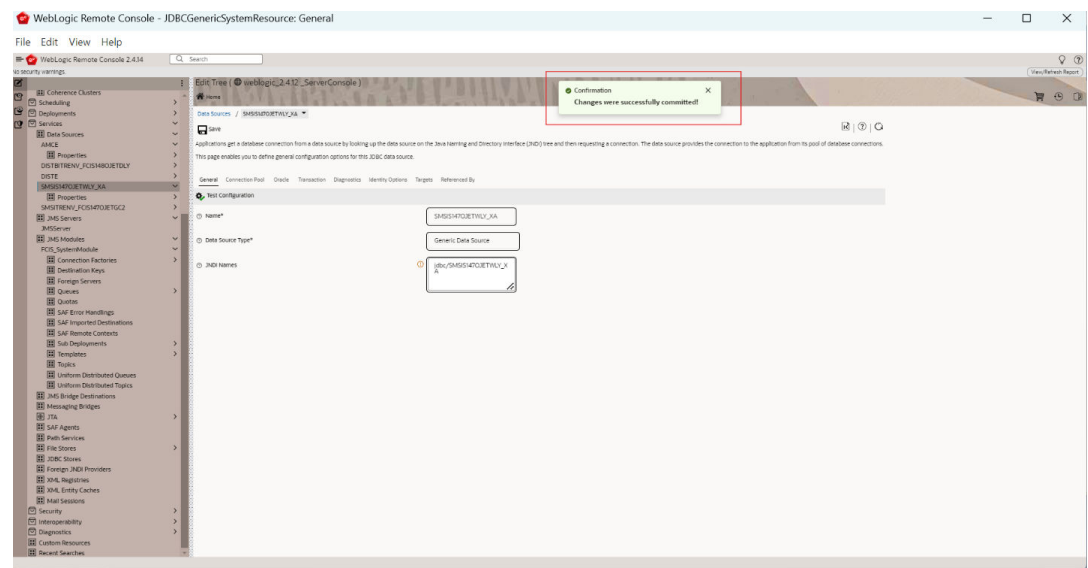 WebLogic Remote Console - JDBCGenericSystemResource: General
File Edit View Help
WebLogic Remote Console 2.4.14
Search
No security warnings
View/Refresh Report
Edit Tree ( weblogic_2.4.12_ServerConsole )
Home
Confirmation
Changes were successfully committed!
Coherence Clusters
Scheduling
Deployments
Services
Data Sources
AMCE
Properties
DISTBITRENV_FCIS148OJETDLY
DISTE
SMSIS147OJETWLY_XA
Properties
SMSITRENV_FCIS147OJETGC2
JMS Servers
JMSServer
JMS Modules
FCIS_SystemModule
Connection Factories
Destination Keys
Foreign Servers
Queues
Quotas
SAF Error Handlings
SAF Imported Destinations
SAF Remote Contexts
Sub Deployments
Templates
Topics
Uniform Distributed Queues
Uniform Distributed Topics
JMS Bridge Destinations
Messaging Bridges
JTA
SAF Agents
Path Services
File Stores
JDBC Stores
Foreign JNDI Providers
XML Registries
XML Entity Caches
Mail Sessions
Security
Interoperability
Diagnostics
Custom Resources
Recent Searches
Data Sources / SMSIS147OJETWLY_XA
Save
Applications get a database connection from a data source by looking up the data source on the Java Naming and Directory Interface (JNDI) tree and then requesting a connection. The data source provides the connection to the application from its pool of database connections.
This page enables you to define general configuration options for this JDBC data source.
General Connection Pool Oracle Transaction Diagnostics Identity Options Targets Referenced By
Test Configuration
Name* SMSIS147OJETWLY_XA
Data Source Type* Generic Data Source
JNDI Names jdbc/SMSIS147OJETWLY_X
A